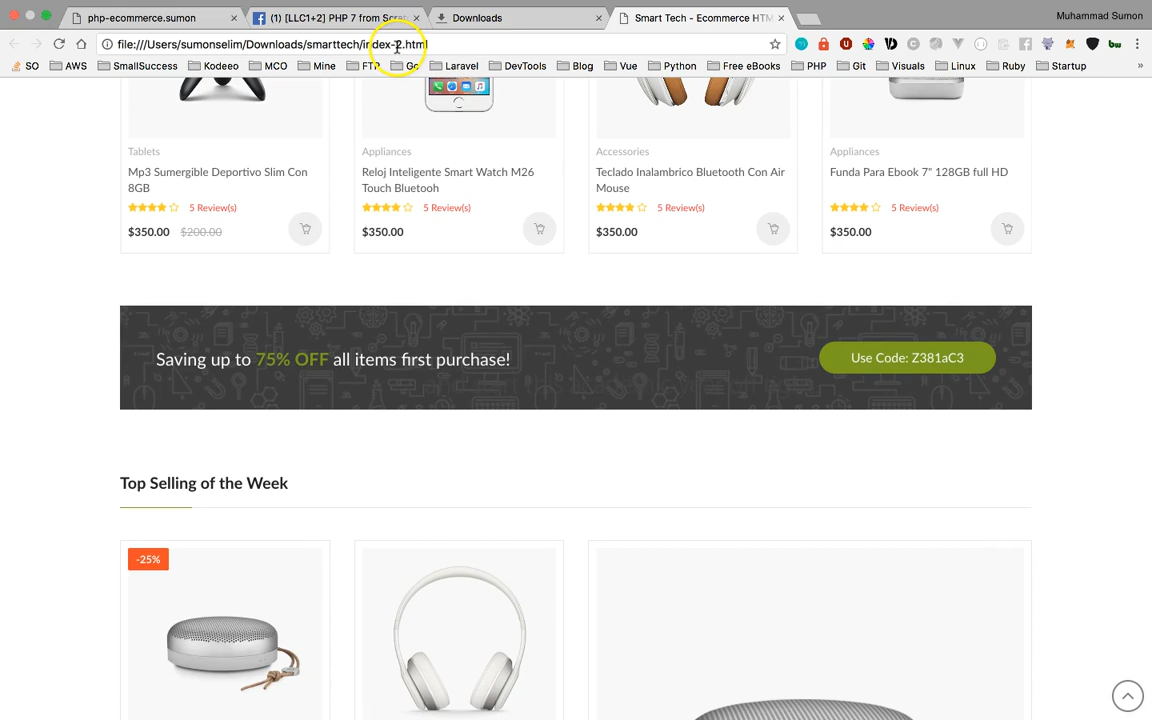 php-ecommerce.sumon
(1) [LLC1+2] PHP 7 from Scra
Downloads
Smart Tech - Ecommerce HTM
Muhammad Sumon
file:///Users/sumonselim/Downloads/smarttech/index-2.html
SO
AWS
SmallSuccess
Kodeeo
MCO
Mine
FTP
Go
Laravel
DevTools
Blog
Vue
Python
Free eBooks
PHP
Git
Visuals
Linux
Ruby
Startup
»
Tablets
Mp3 Sumergible Deportivo Slim Con
8GB
5 Review(s)
$350.00 $200.00
Appliances
Reloj Inteligente Smart Watch M26
Touch Bluetooh
5 Review(s)
$350.00
Accessories
Teclado Inalambrico Bluetooth Con Air
Mouse
5 Review(s)
$350.00
Appliances
Funda Para Ebook 7" 128GB full HD
5 Review(s)
$350.00
Saving up to 75% OFF all items first purchase!
Use Code: Z381aC3
Top Selling of the Week
-25%